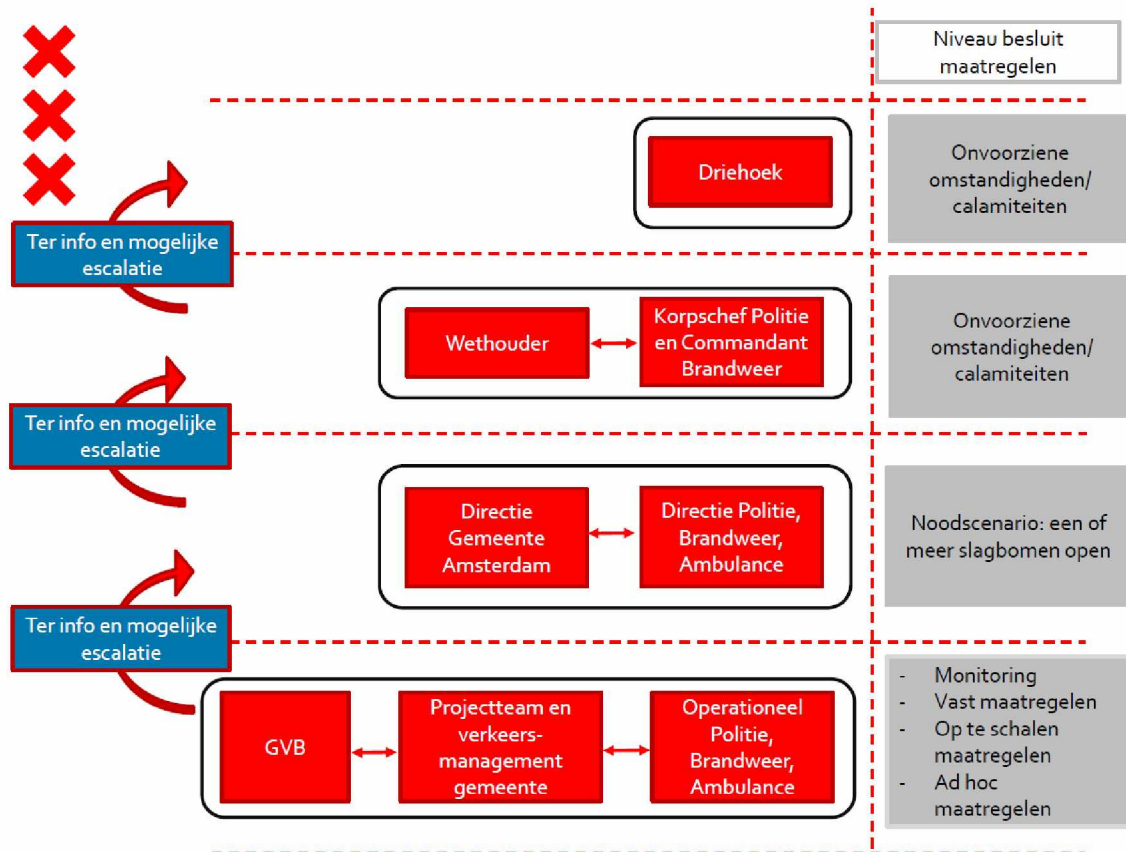 Niveau besluit
maatregelen
Driehoek
Onvoorziene
omstandigheden/
calamiteiten
Ter info en mogelijke
escalatie
Wethouder
Korpschef Politie
en Commandant
Brandweer
Onvoorziene
omstandigheden/
calamiteiten
Ter info en mogelijke
escalatie
Directie
Gemeente
Amsterdam
Directie Politie,
Brandweer,
Ambulance
Noodscenario: een of
meer slagbomen open
Ter info en mogelijke
escalatie
GVB
Projectteam en
verkeers-
management
gemeente
Operationeel
Politie,
Brandweer,
Ambulance
- Monitoring
- Vast maatregelen
- Op te schalen
maatregelen
- Ad hoc
maatregelen